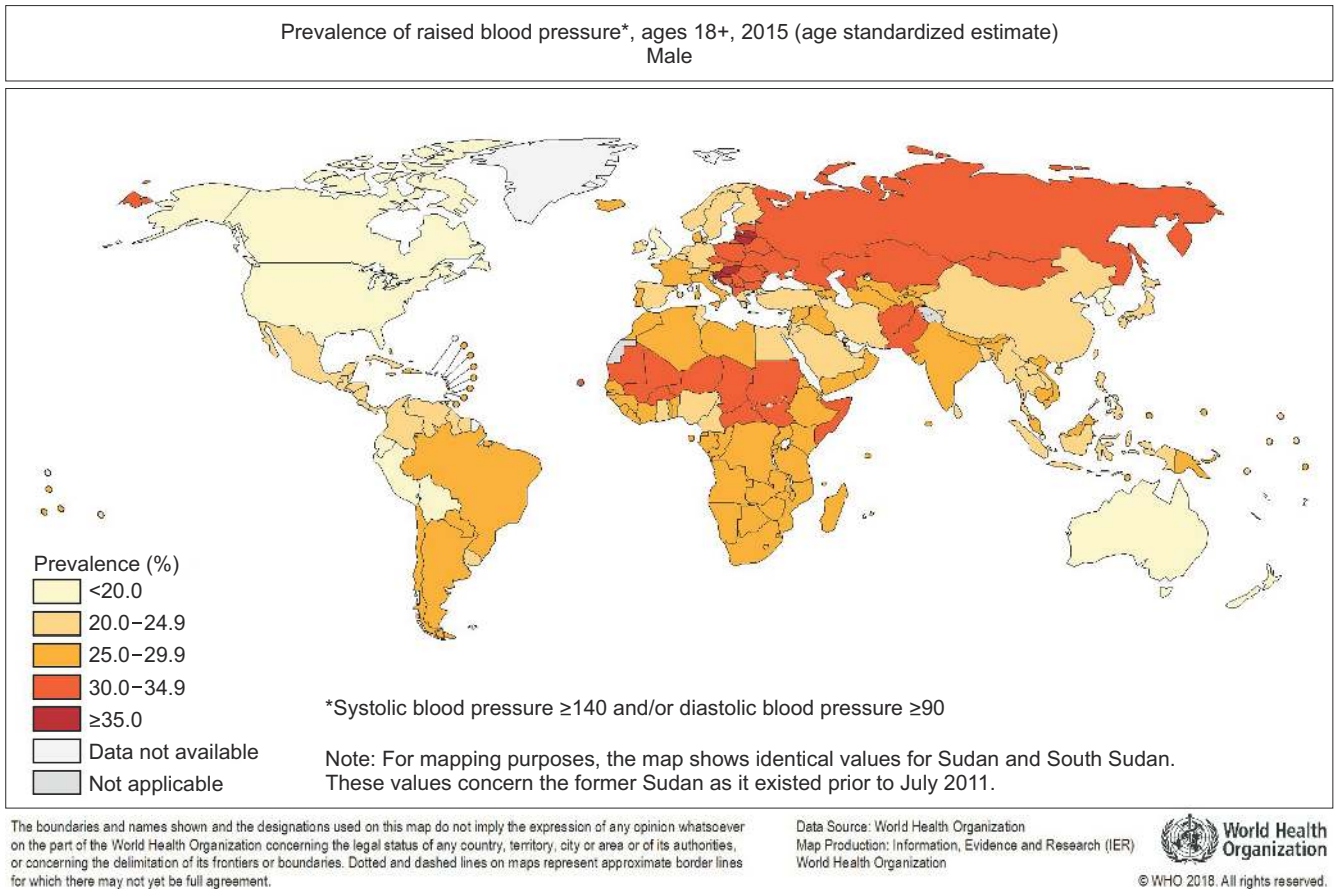 Prevalence of raised blood pressure*, ages 18+, 2015 (age standardized estimate)
Male
Prevalence (%)
<20.0
20.0–24.9
25.0–29.9
30.0–34.9
≥35.0
Data not available
Not applicable
*Systolic blood pressure ≥140 and/or diastolic blood pressure ≥90
Note: For mapping purposes, the map shows identical values for Sudan and South Sudan.
These values concern the former Sudan as it existed prior to July 2011.
The boundaries and names shown and the designations used on this map do not imply the expression of any opinion whatsoever
on the part of the World Health Organization concerning the legal status of any country, territory, city or area or of its authorities,
or concerning the delimitation of its frontiers or boundaries. Dotted and dashed lines on maps represent approximate border lines
for which there may not yet be full agreement.
Data Source: World Health Organization
Map Production: Information, Evidence and Research (IER)
World Health Organization
World Health
Organization
© WHO 2018. All rights reserved.